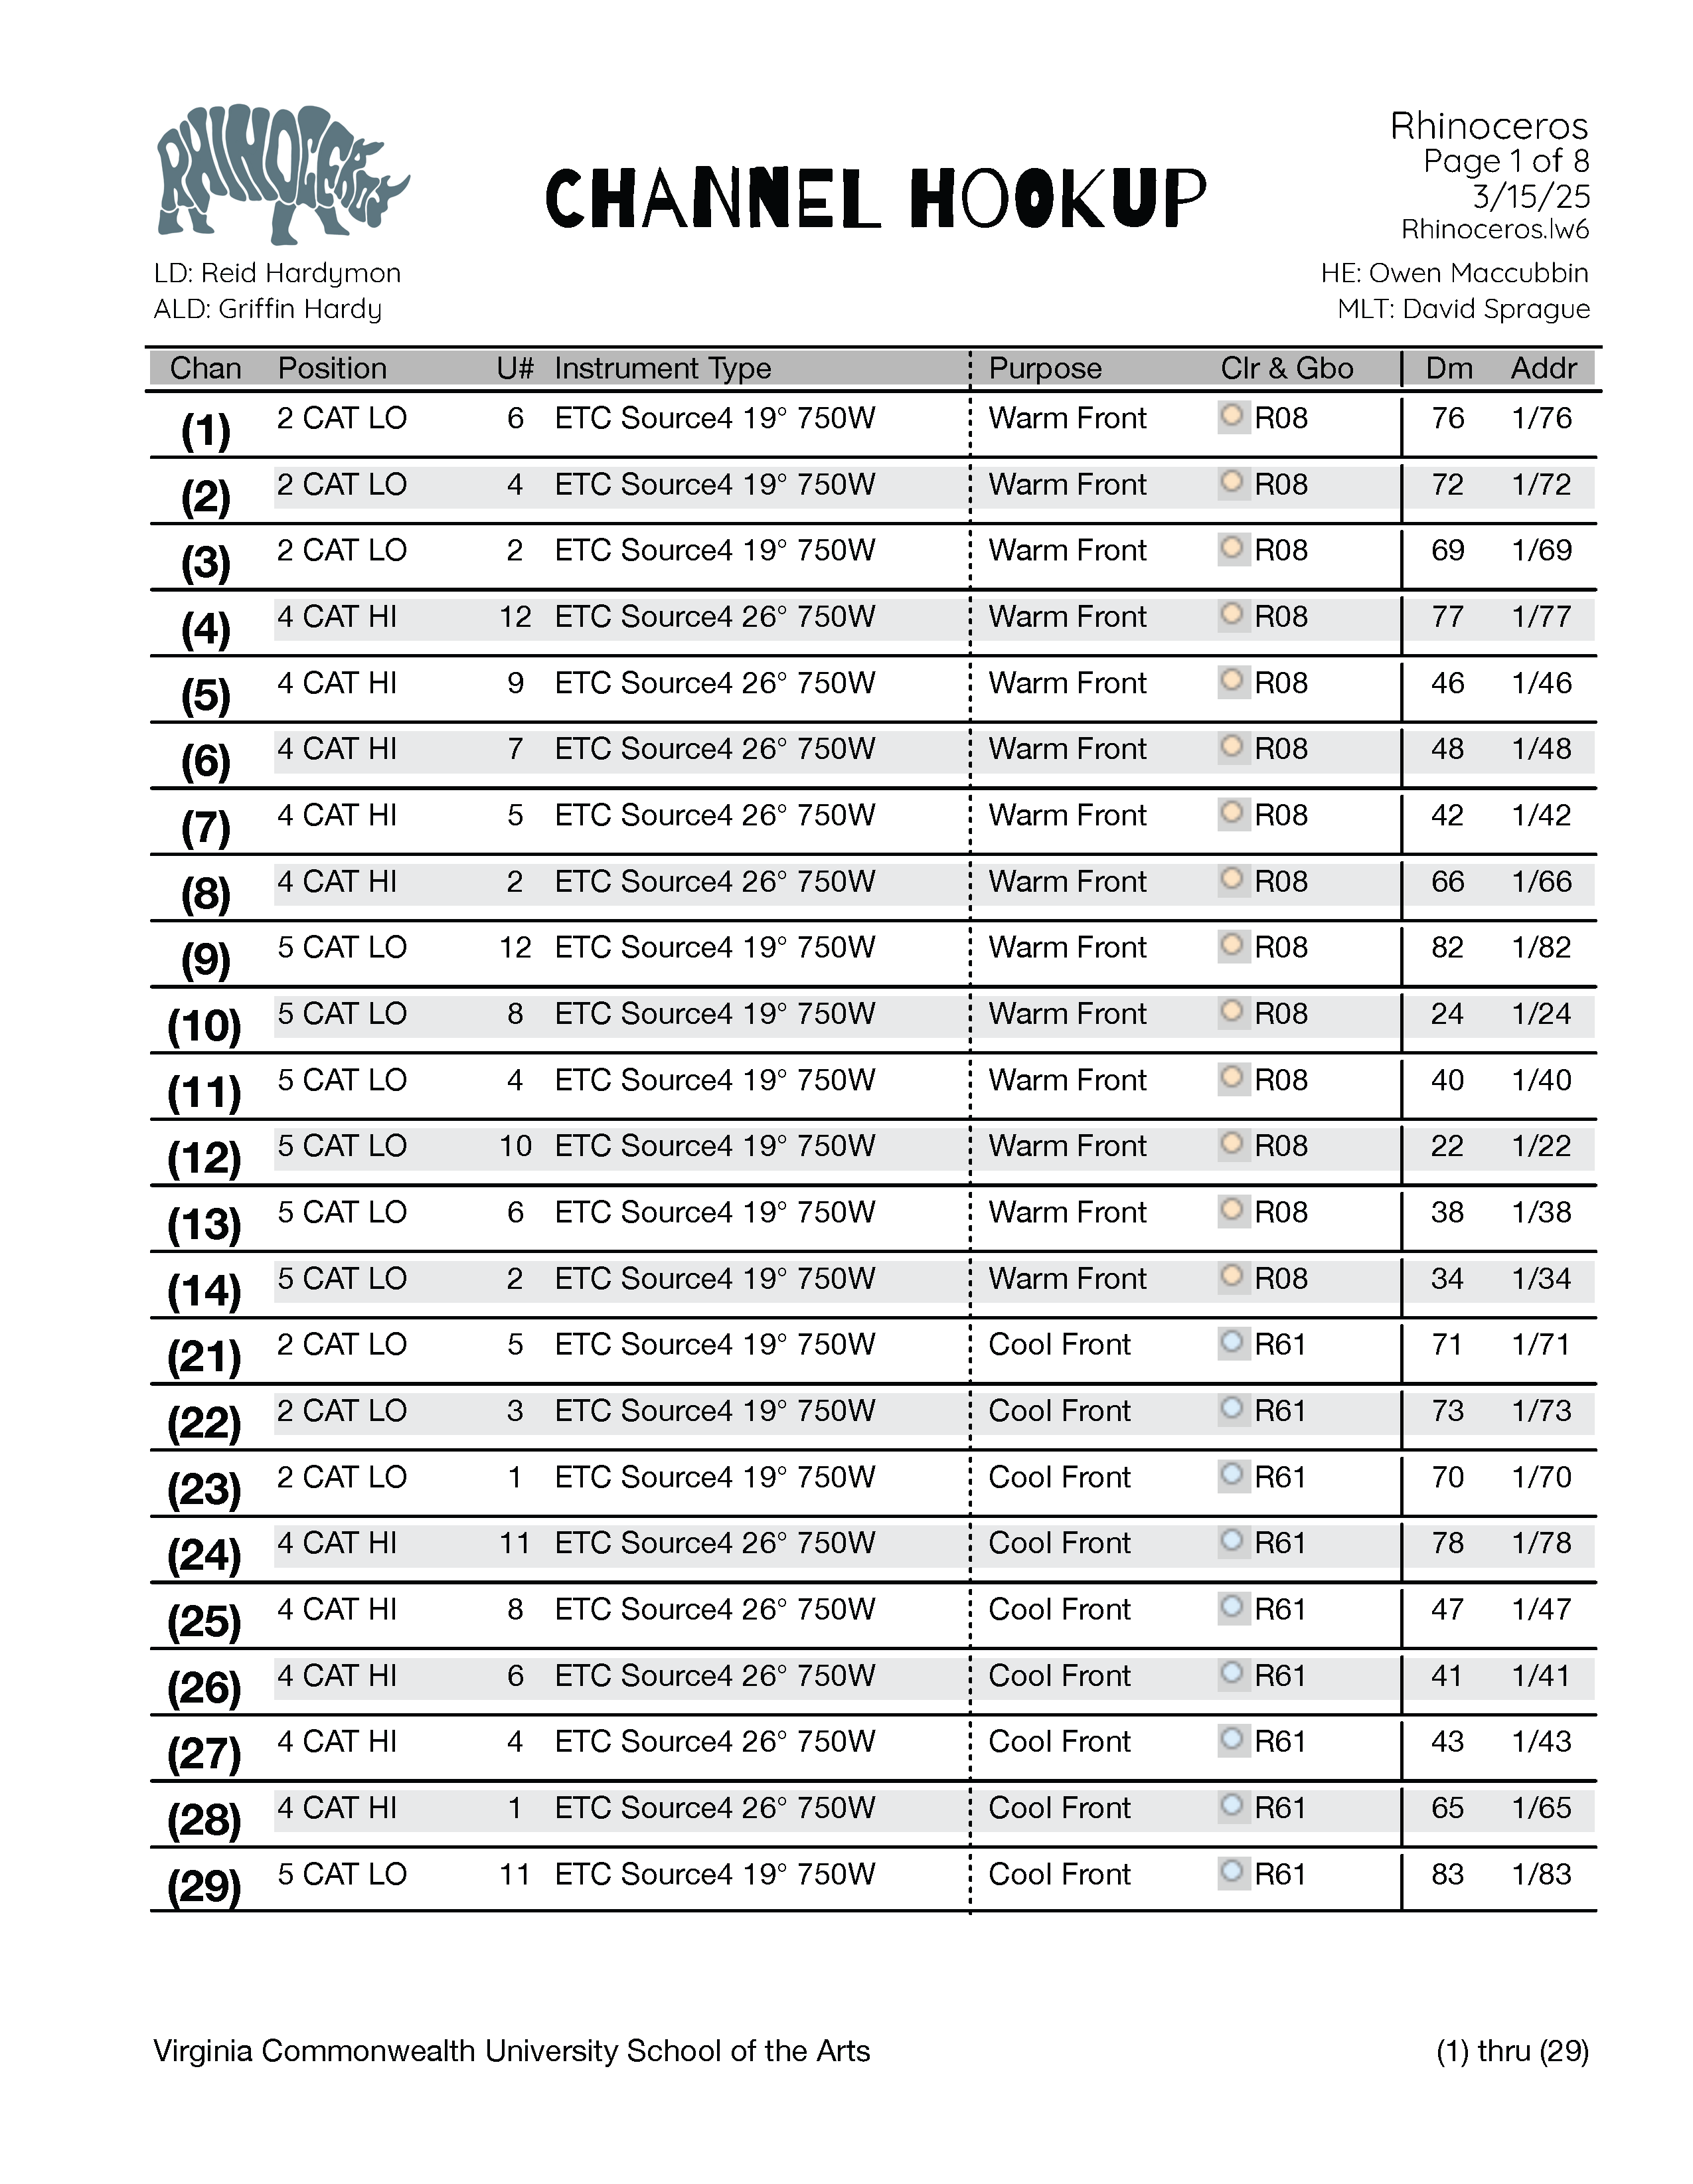 RHINOCEROS
CHANNEL HOOKUP
Rhinoceros
Page 1 of 8
3/15/25
Rhinoceros.lw6
LD: Reid Hardymon
ALD: Griffin Hardy
HE: Owen Maccubbin
MLT: David Sprague
Chan Position U# Instrument Type Purpose Clr & Gbo Dm Addr
(1) 2 CAT LO 6 ETC Source4 19° 750W Warm Front R08 76 1/76
(2) 2 CAT LO 4 ETC Source4 19° 750W Warm Front R08 72 1/72
(3) 2 CAT LO 2 ETC Source4 19° 750W Warm Front R08 69 1/69
(4) 4 CAT HI 12 ETC Source4 26° 750W Warm Front R08 77 1/77
(5) 4 CAT HI 9 ETC Source4 26° 750W Warm Front R08 46 1/46
(6) 4 CAT HI 7 ETC Source4 26° 750W Warm Front R08 48 1/48
(7) 4 CAT HI 5 ETC Source4 26° 750W Warm Front R08 42 1/42
(8) 4 CAT HI 2 ETC Source4 26° 750W Warm Front R08 66 1/66
(9) 5 CAT LO 12 ETC Source4 19° 750W Warm Front R08 82 1/82
(10) 5 CAT LO 8 ETC Source4 19° 750W Warm Front R08 24 1/24
(11) 5 CAT LO 4 ETC Source4 19° 750W Warm Front R08 40 1/40
(12) 5 CAT LO 10 ETC Source4 19° 750W Warm Front R08 22 1/22
(13) 5 CAT LO 6 ETC Source4 19° 750W Warm Front R08 38 1/38
(14) 5 CAT LO 2 ETC Source4 19° 750W Warm Front R08 34 1/34
(21) 2 CAT LO 5 ETC Source4 19° 750W Cool Front R61 71 1/71
(22) 2 CAT LO 3 ETC Source4 19° 750W Cool Front R61 73 1/73
(23) 2 CAT LO 1 ETC Source4 19° 750W Cool Front R61 70 1/70
(24) 4 CAT HI 11 ETC Source4 26° 750W Cool Front R61 78 1/78
(25) 4 CAT HI 8 ETC Source4 26° 750W Cool Front R61 47 1/47
(26) 4 CAT HI 6 ETC Source4 26° 750W Cool Front R61 41 1/41
(27) 4 CAT HI 4 ETC Source4 26° 750W Cool Front R61 43 1/43
(28) 4 CAT HI 1 ETC Source4 26° 750W Cool Front R61 65 1/65
(29) 5 CAT LO 11 ETC Source4 19° 750W Cool Front R61 83 1/83
Virginia Commonwealth University School of the Arts
(1) thru (29)